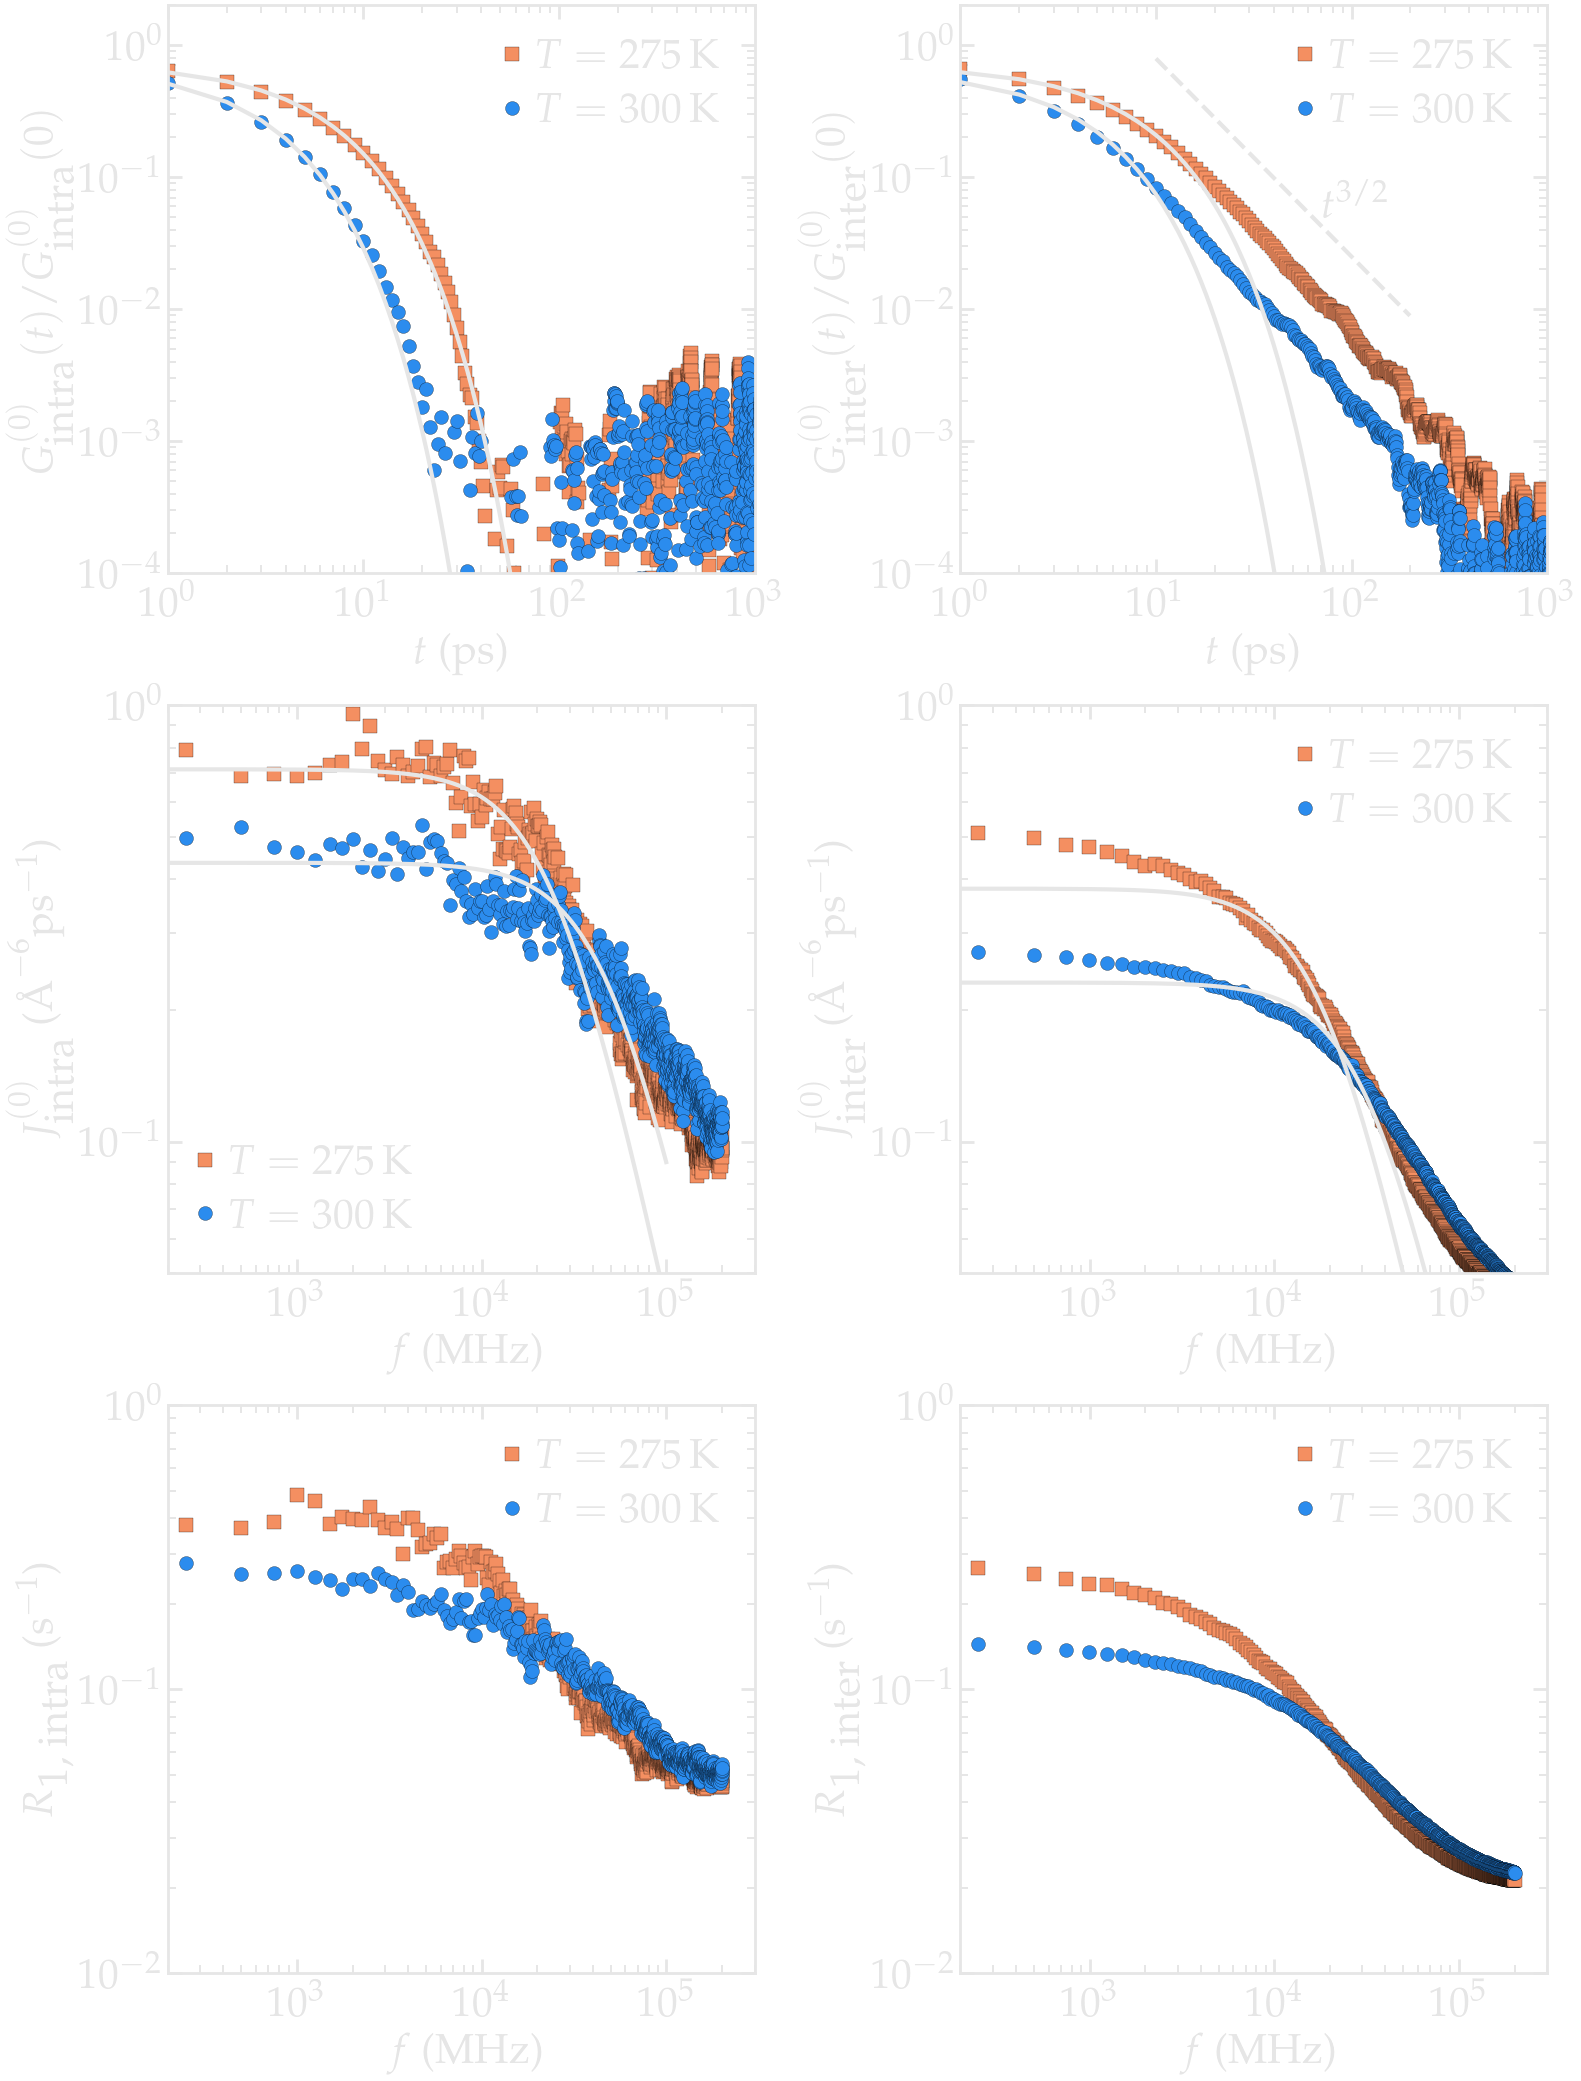 10^0
10^−1
10^−2
10^−3
10^−4
G_intra^(0)(t)/G_intra^(0)(0)
T = 275 K
T = 300 K
10^0 10^1 10^2 10^3
t (ps)
10^0
10^−1
10^−2
10^−3
10^−4
G_inter^(0)(t)/G_inter^(0)(0)
T = 275 K
T = 300 K
t^3/2
10^0 10^1 10^2 10^3
t (ps)
10^0
10^−1
J_intra^(0) (Å^−6 ps^−1)
T = 275 K
T = 300 K
10^3 10^4 10^5
f (MHz)
10^0
10^−1
J_inter^(0) (Å^−6 ps^−1)
T = 275 K
T = 300 K
10^3 10^4 10^5
f (MHz)
10^0
10^−1
10^−2
R_1, intra (s^−1)
T = 275 K
T = 300 K
10^3 10^4 10^5
f (MHz)
10^0
10^−1
10^−2
R_1, inter (s^−1)
T = 275 K
T = 300 K
10^3 10^4 10^5
f (MHz)